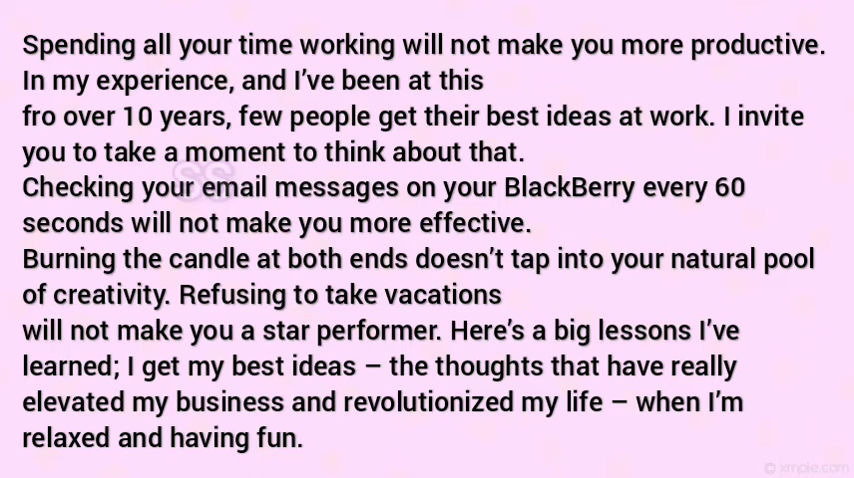 Spending all your time working will not make you more productive.
In my experience, and I’ve been at this
fro over 10 years, few people get their best ideas at work. I invite
you to take a moment to think about that.
SS
Checking your email messages on your BlackBerry every 60
seconds will not make you more effective.
Burning the candle at both ends doesn’t tap into your natural pool
of creativity. Refusing to take vacations
will not make you a star performer. Here’s a big lessons I’ve
learned; I get my best ideas – the thoughts that have really
elevated my business and revolutionized my life – when I’m
relaxed and having fun.
© xmple.com